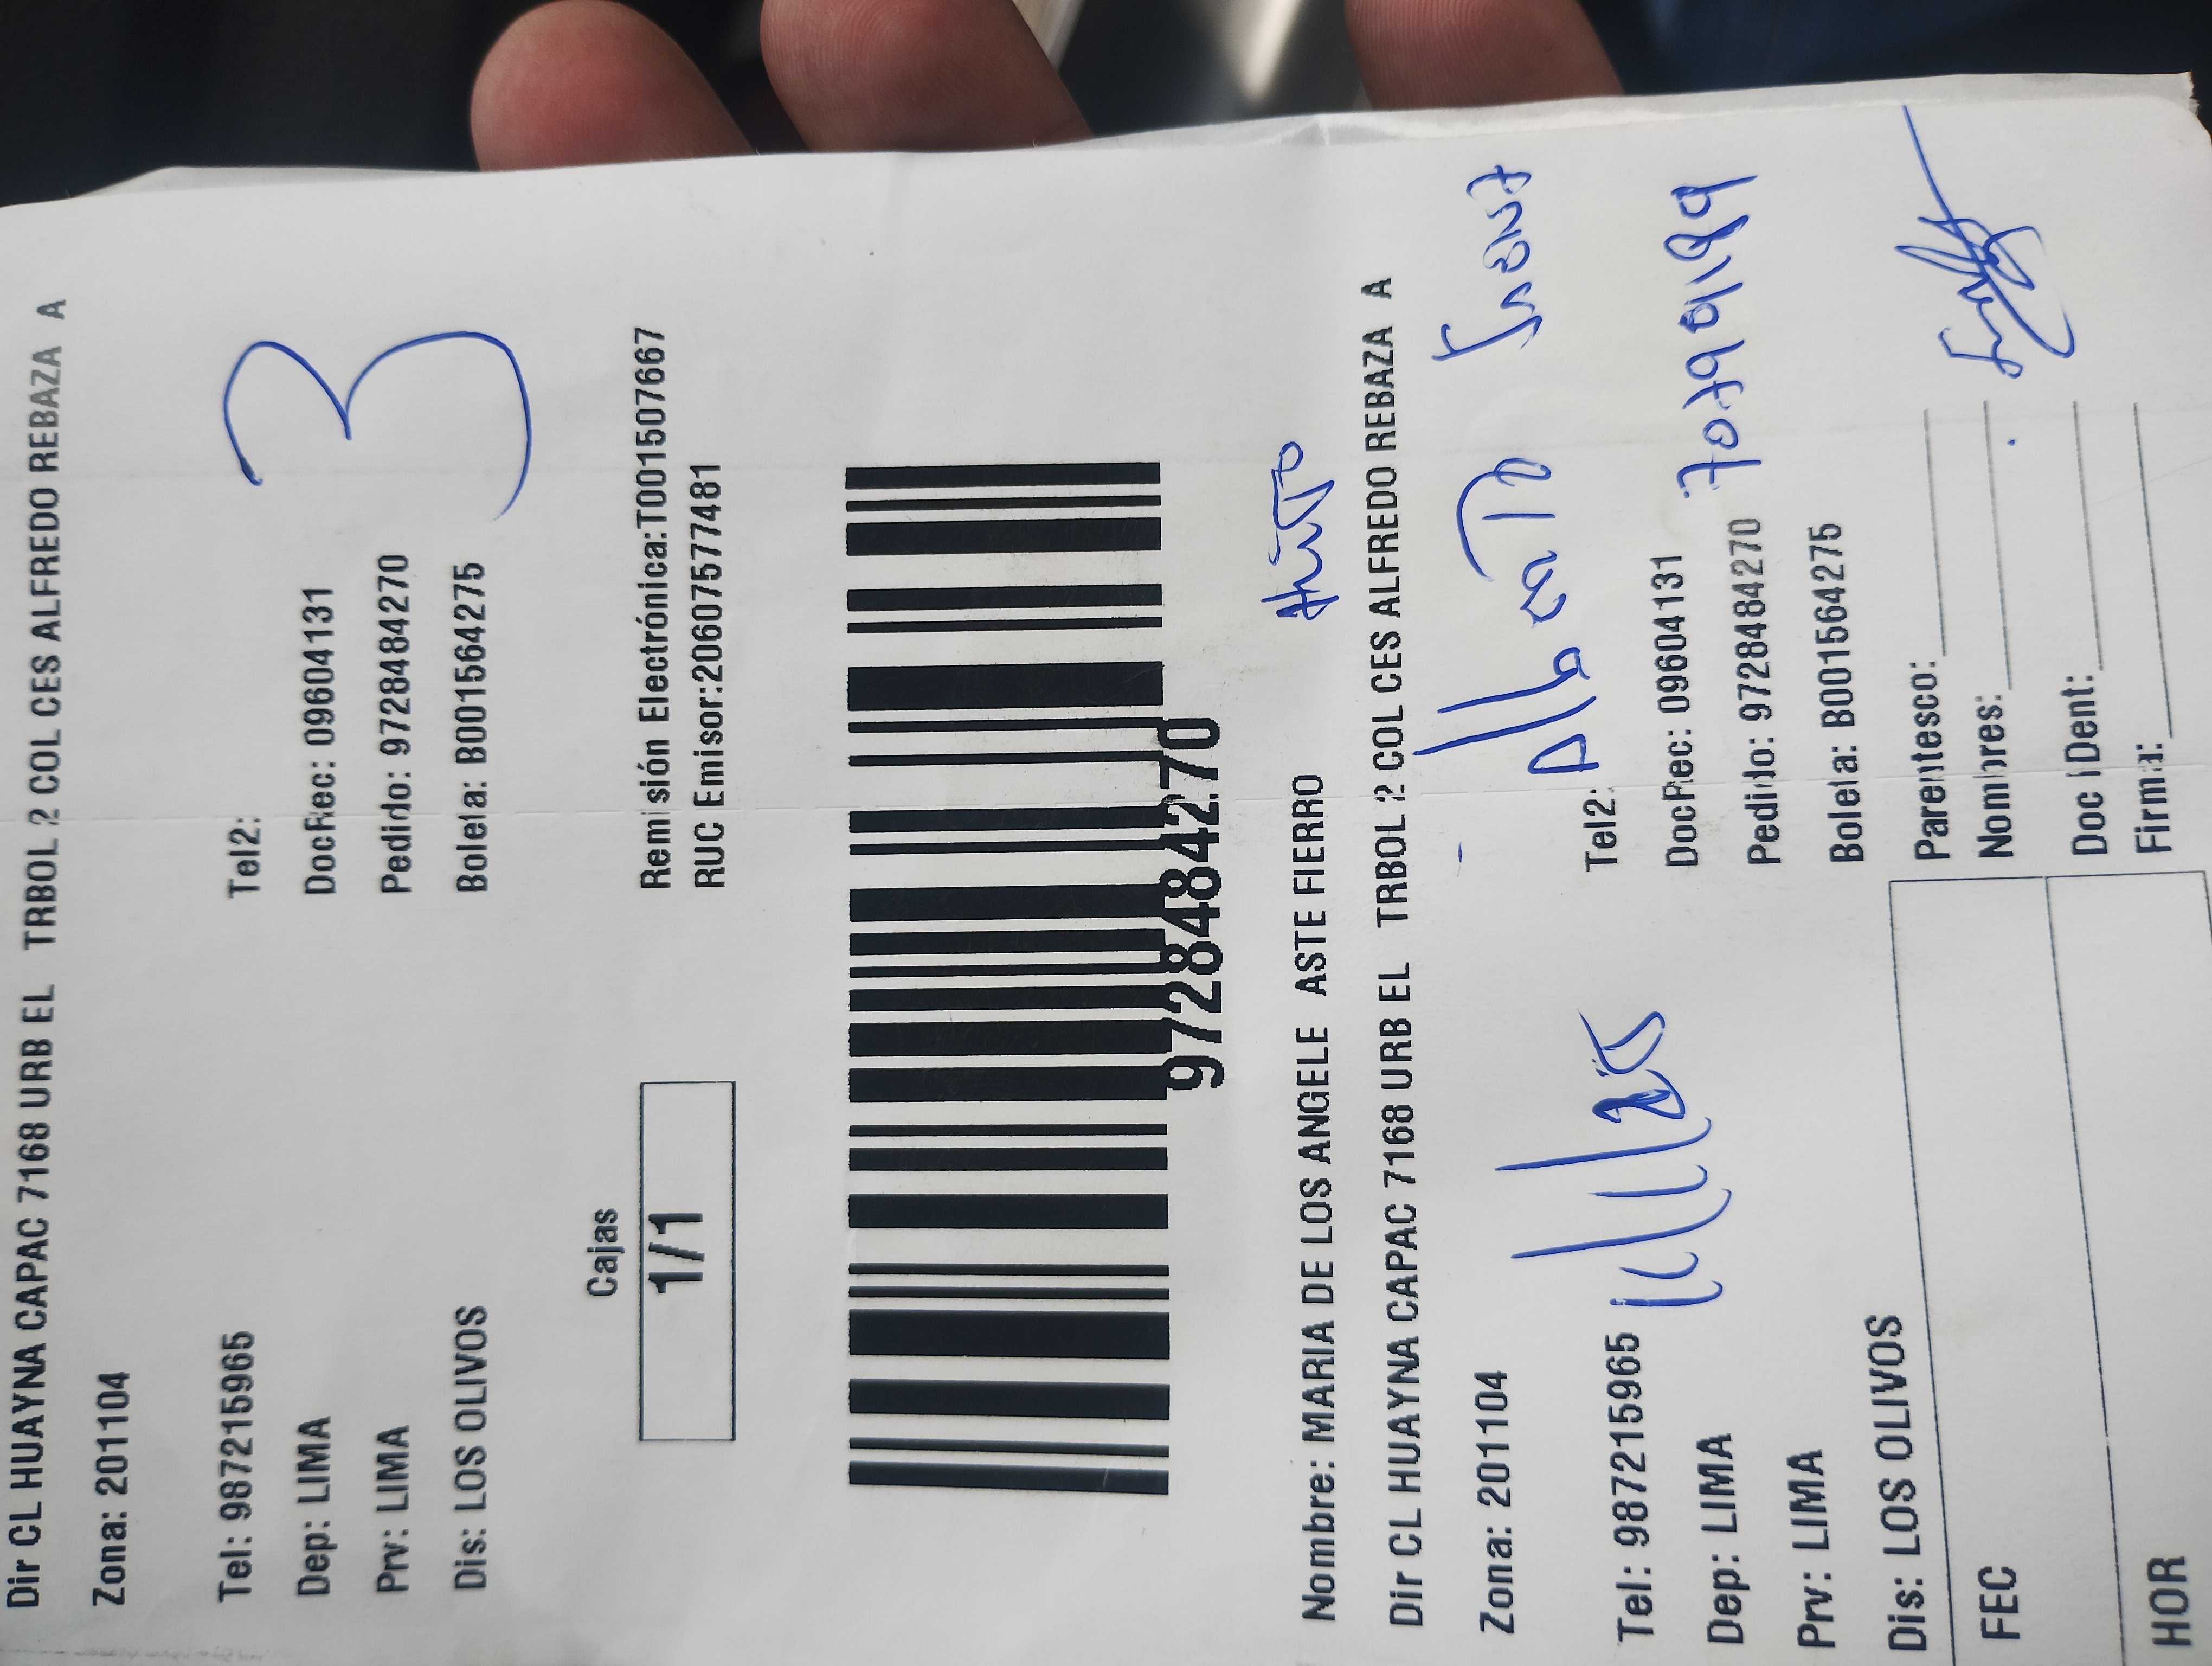 Dir CL HUAYNA CAPAC 7168 URB EL TRBOL 2 COL CES ALFREDO REBAZA A
Zona: 201104
Tel: 987215965 Tel2:
Dep: LIMA DocRec: 09604131
Prv: LIMA Pedido: 9728484270
Dis: LOS OLIVOS Boleta: B001564275
3
Cajas
1/1
Remisión Electrónica:T001507667
RUC Emisor:20607577481
9728484270
Nombre: MARIA DE LOS ANGELE ASTE FIERRO
Dir CL HUAYNA CAPAC 7168 URB EL TRBOL 2 COL CES ALFREDO REBAZA A
Zona: 201104
Tel: 987215965 Tel2:
Dep: LIMA DocRec: 09604131
70799199
Prv: LIMA Pedido: 9728484270
Dis: LOS OLIVOS Boleta: B001564275
FEC Parentesco:
Nombres:
HOR Doc Ident:
Firma: